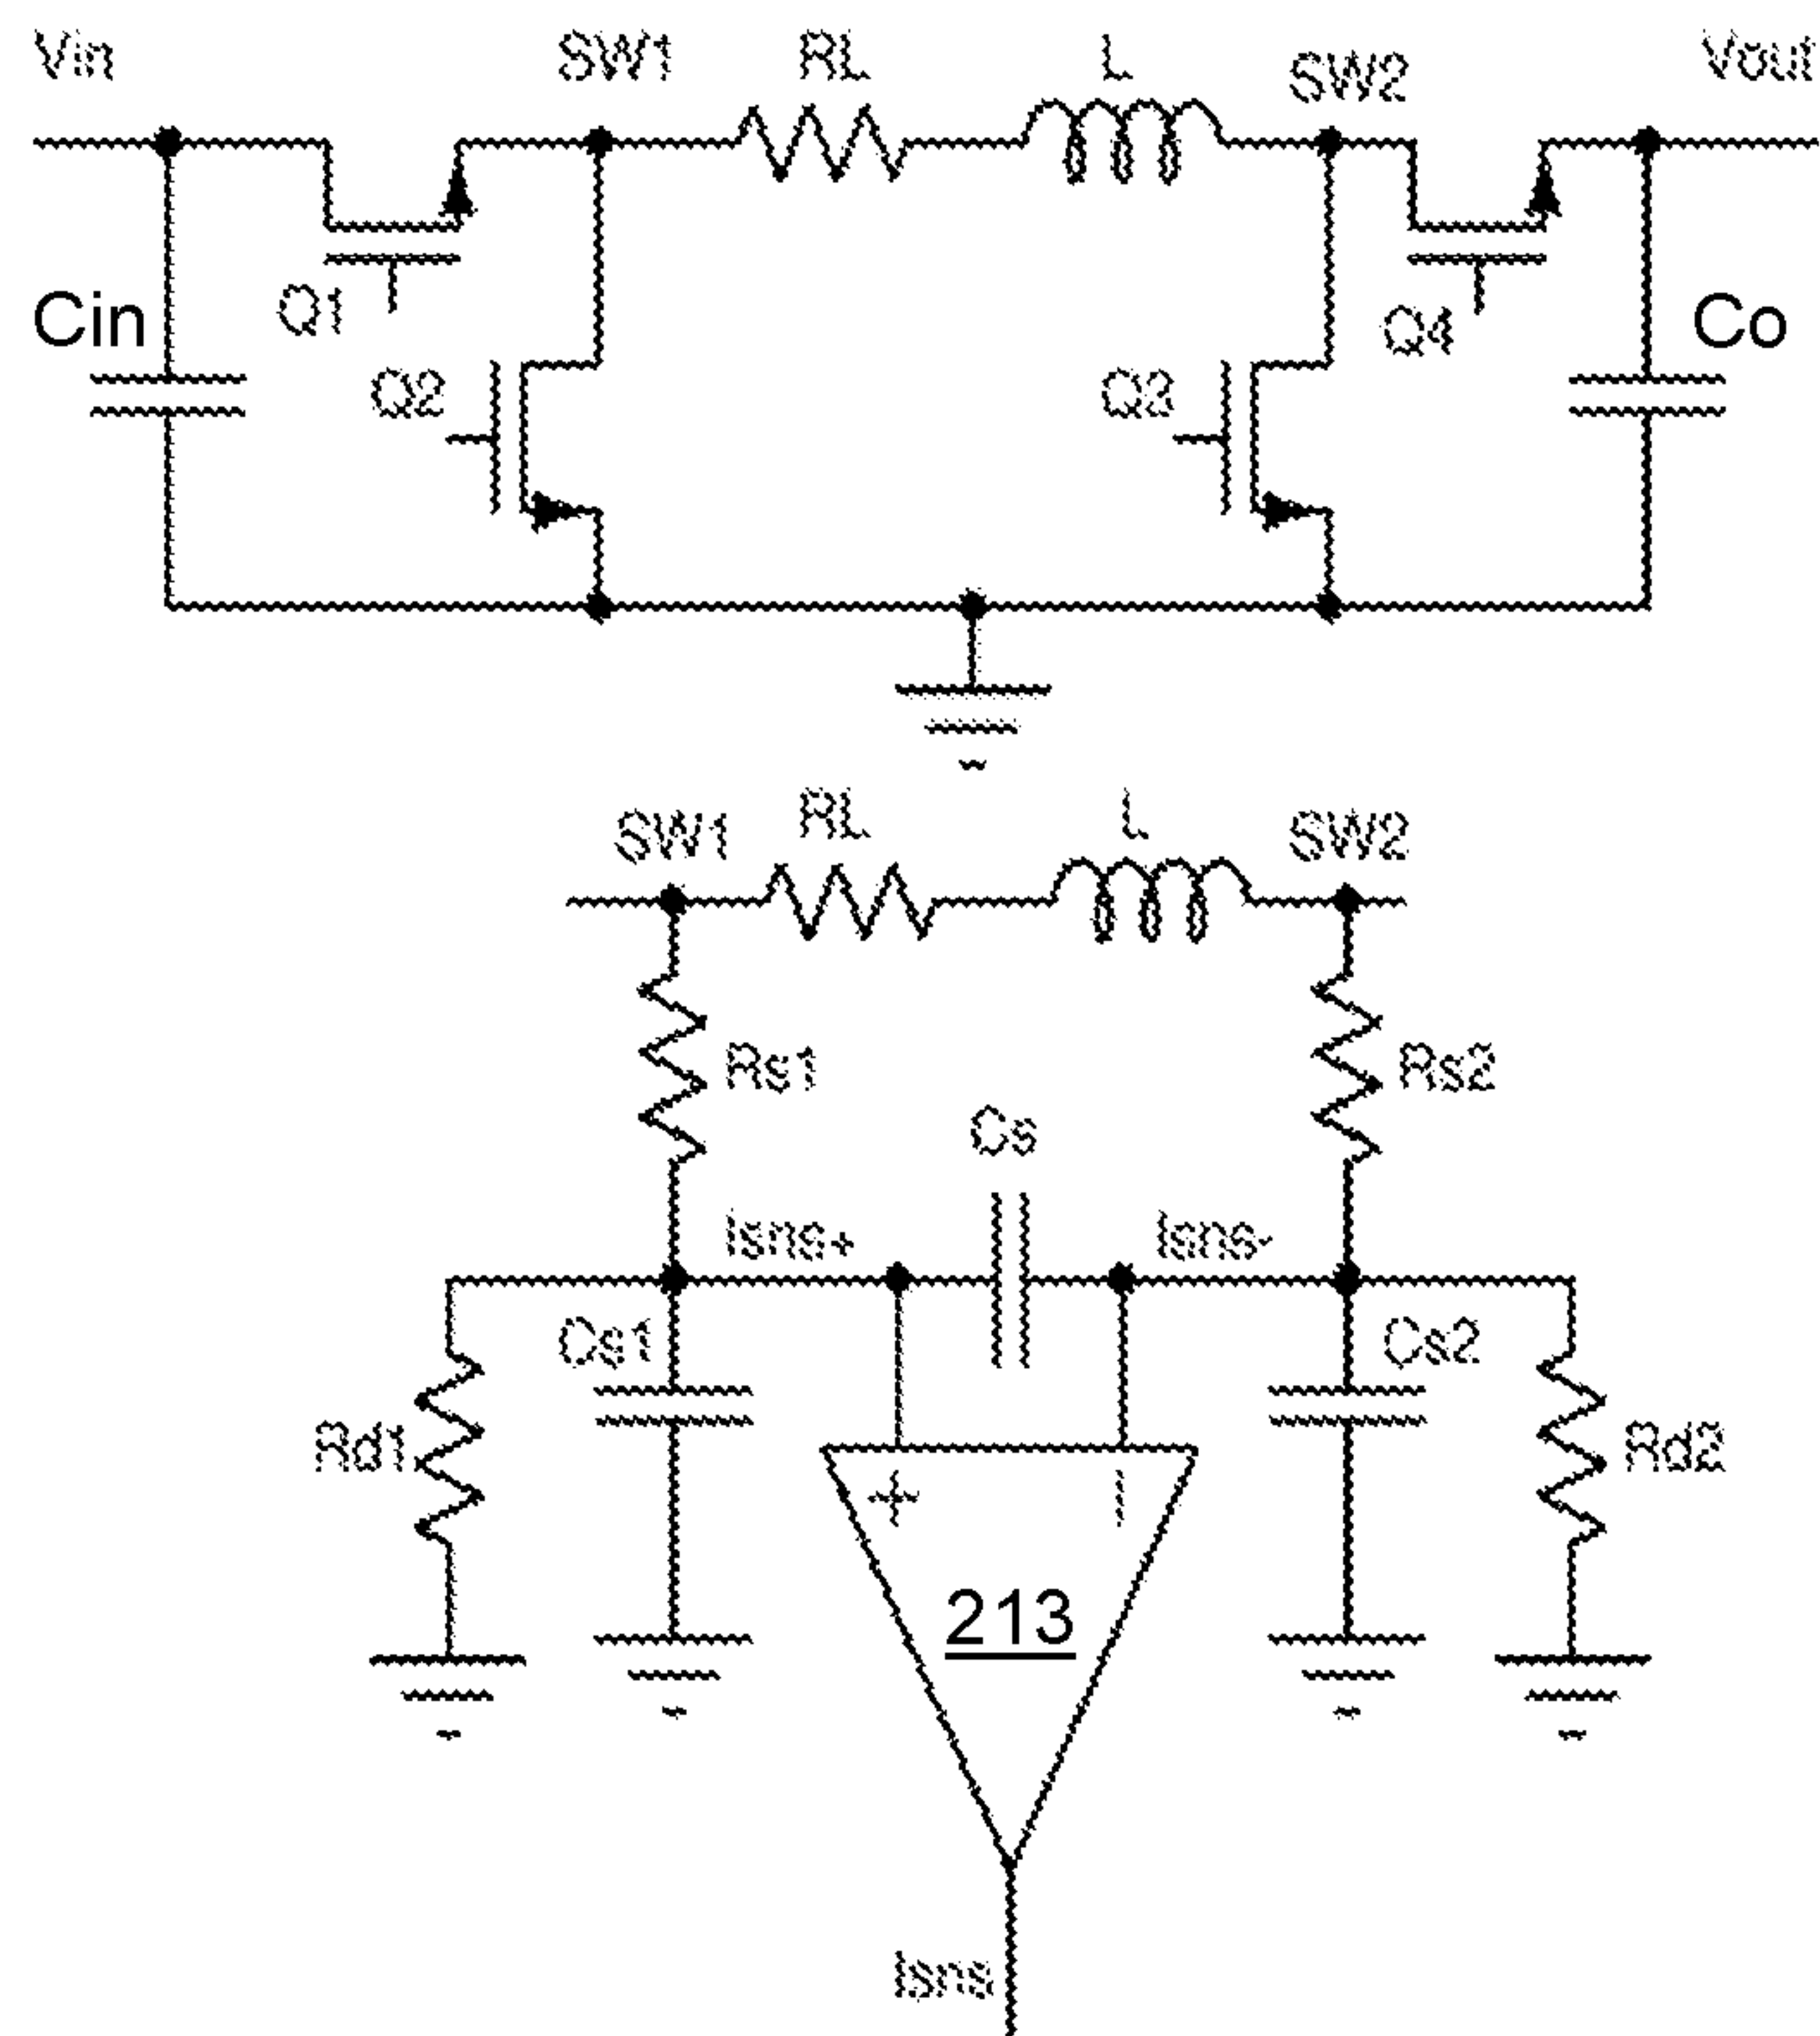 Vin SW1 RL L SW2 Vout
Cin Q1 Q4 Co
Q2 Q3
SW1 RL L SW2
Rs1 Rs2
Cs
Isns+ Isns-
Cs1 Cs2
Rd1 Rd2
+ −
213
Isns